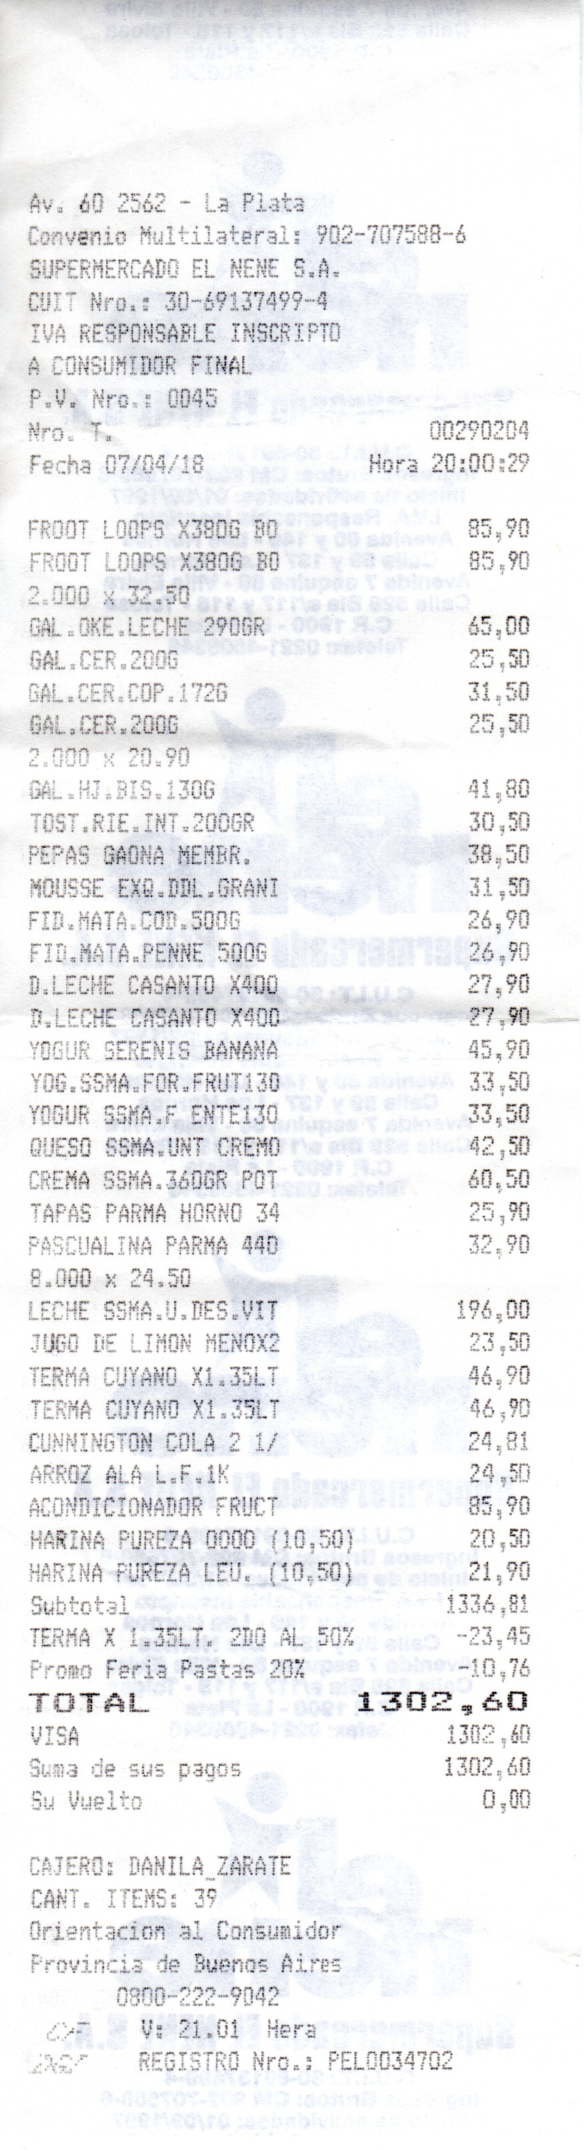 Av. 60 2562 - La Plata
Convenio Multilateral: 902-707588-6
SUPERMERCADO EL NENE S.A.
CUIT Nro.: 30-69137499-4
IVA RESPONSABLE INSCRIPTO
A CONSUMIDOR FINAL
P.V. Nro.: 0045
Nro. T. 00290204
Fecha 07/04/18 Hora 20:00:29
FROOT LOOPS X380G BO 85,90
FROOT LOOPS X380G BO 85,90
2.000 x 32.50
GAL.OKE.LECHE 290GR 65,00
GAL.CER.200G 25,50
GAL.CER.COP.172G 31,50
GAL.CER.200G 25,50
2.000 x 20.90
GAL.HJ.BIS.130G 41,80
TOST.RIE.INT.200GR 30,50
PEPAS GAONA MEMBR. 38,50
MOUSSE EXQ.DDL.GRANI 31,50
FID.MATA.COD.500G 26,90
FID.MATA.PENNE 500G 26,90
D.LECHE CASANTO X400 27,90
D.LECHE CASANTO X400 27,90
YOGUR SERENIS BANANA 45,90
YOG.SSMA.FOR.FRUT130 33,50
YOGUR SSMA.F ENTE130 33,50
QUESO SSMA.UNT CREMO 42,50
CREMA SSMA.360GR POT 60,50
TAPAS PARMA HORNO 34 25,90
PASCUALINA PARMA 440 32,90
8.000 x 24.50
LECHE SSMA.U.DES.VIT 196,00
JUGO DE LIMON MENOX2 23,50
TERMA CUYANO X1.35LT 46,90
TERMA CUYANO X1.35LT 46,90
CUNNINGTON COLA 2 1/ 24,81
ARROZ ALA L.F.1K 24,50
ACONDICIONADOR FRUCT 85,90
HARINA PUREZA 0000 (10,50) 20,50
HARINA PUREZA LEU. (10,50) 21,90
Subtotal 1336,81
TERMA X 1.35LT. 2DO AL 50% -23,45
Promo Feria Pastas 20% -10,76
TOTAL 1302,60
VISA 1302,60
Suma de sus pagos 1302,60
Su Vuelto 0,00
CAJERO: DANILA ZARATE
CANT. ITEMS: 39
Orientacion al Consumidor
Provincia de Buenos Aires
0800-222-9042
CF V: 21.01 Hera
REGISTRO Nro.: PEL0034702